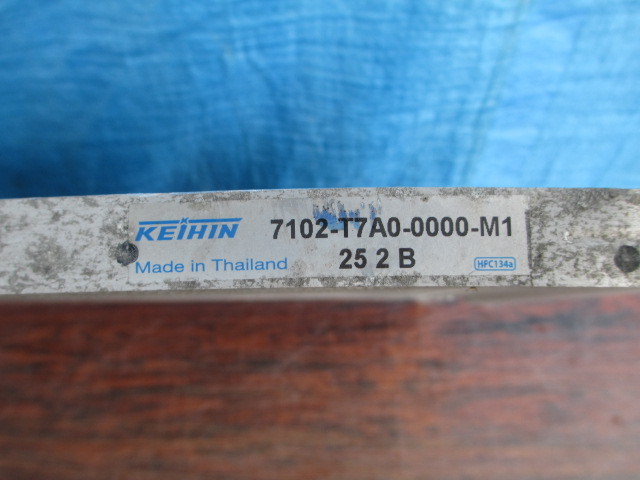 KEIHIN 7102-T7A0-0000-M1
Made in Thailand 25 2 B HFC134a